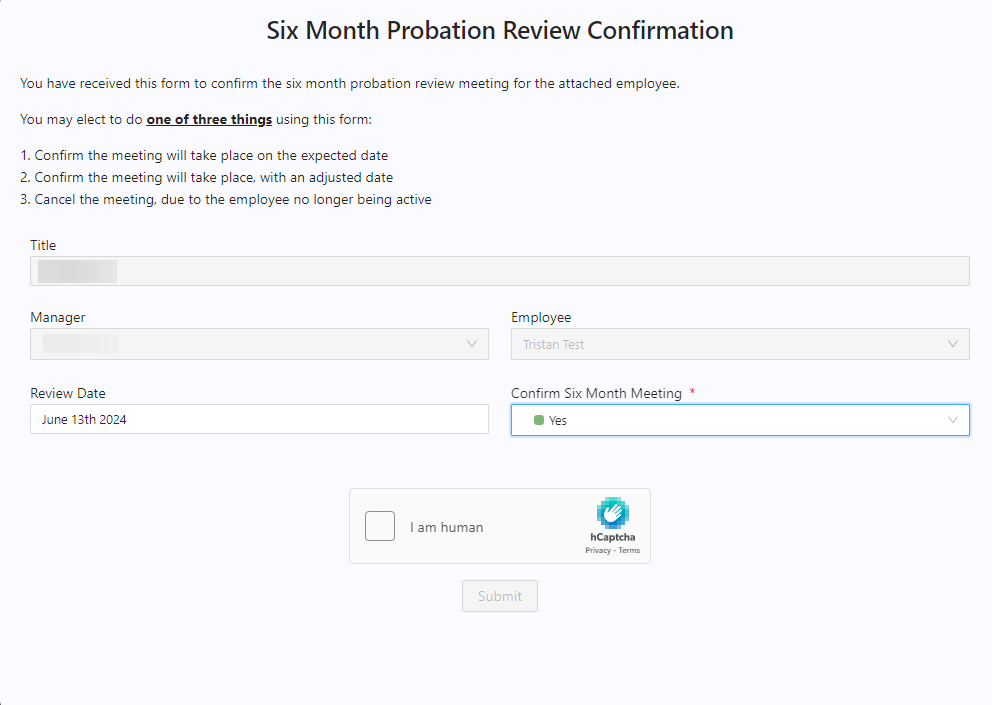 Six Month Probation Review Confirmation
You have received this form to confirm the six month probation review meeting for the attached employee.
You may elect to do one of three things using this form:
1. Confirm the meeting will take place on the expected date
2. Confirm the meeting will take place, with an adjusted date
3. Cancel the meeting, due to the employee no longer being active
Title
Manager
Employee
Tristan Test
Review Date
Confirm Six Month Meeting *
June 13th 2024
Yes
I am human
hCaptcha
Privacy - Terms
Submit